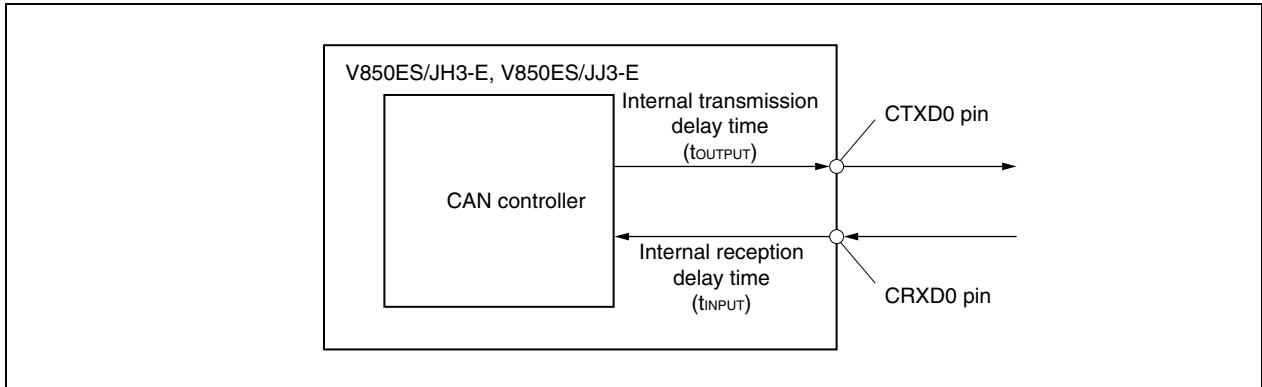 V850ES/JH3-E, V850ES/JJ3-E
Internal transmission
delay time
(tOUTPUT)
CTXD0 pin
CAN controller
Internal reception
delay time
(tINPUT)
CRXD0 pin